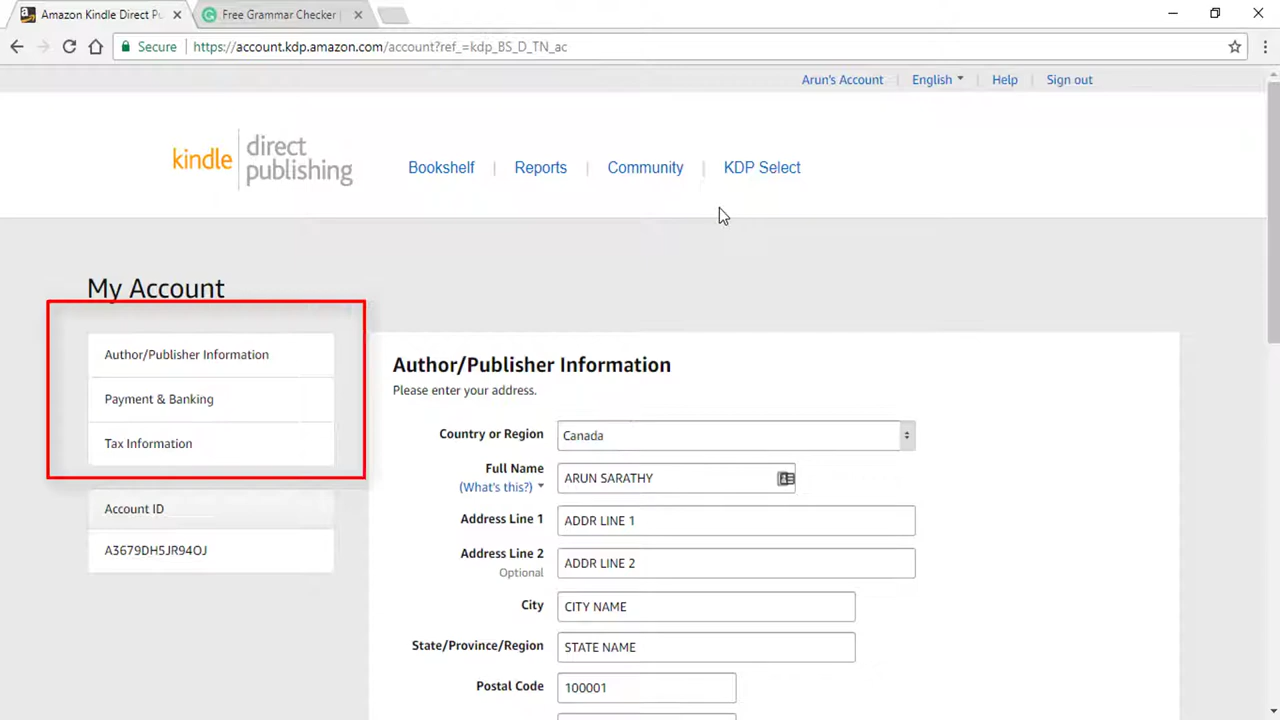 Amazon Kindle Direct Pu
Free Grammar Checker |
Secure
https://account.kdp.amazon.com/account?ref_=kdp_BS_D_TN_ac
Arun's Account
English
Help
Sign out
kindle direct publishing
Bookshelf | Reports | Community | KDP Select
My Account
Author/Publisher Information
Payment & Banking
Tax Information
Account ID
A3679DH5JR94OJ
Author/Publisher Information
Please enter your address.
Country or Region Canada
Full Name ARUN SARATHY
(What's this?)
Address Line 1 ADDR LINE 1
Address Line 2 ADDR LINE 2
Optional
City CITY NAME
State/Province/Region STATE NAME
Postal Code 100001